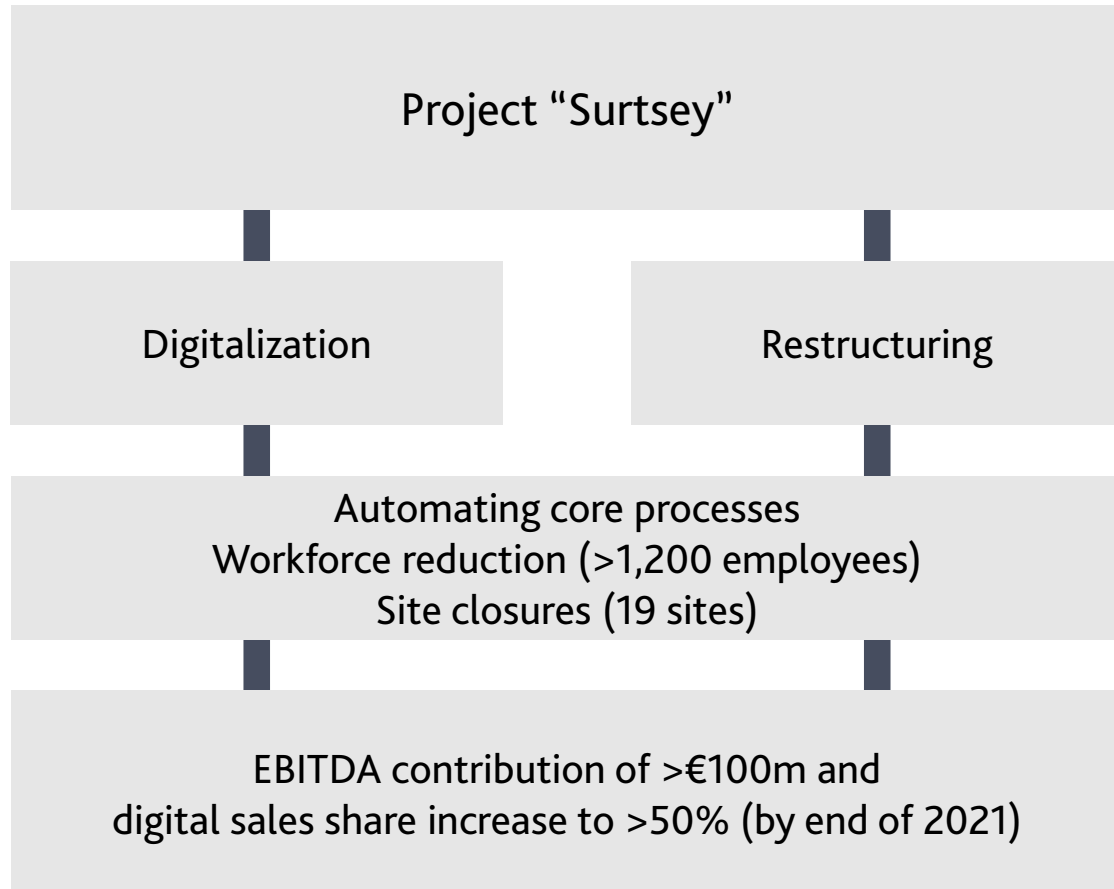 Project “Surtsey”
Digitalization
Restructuring
Automating core processes
Workforce reduction (>1,200 employees)
Site closures (19 sites)
EBITDA contribution of >€100m and
digital sales share increase to >50% (by end of 2021)